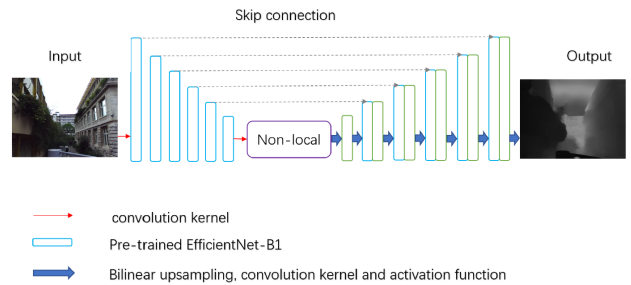 Skip connection
Input
Output
Non-local
convolution kernel
Pre-trained EfficientNet-B1
Bilinear upsampling, convolution kernel and activation function